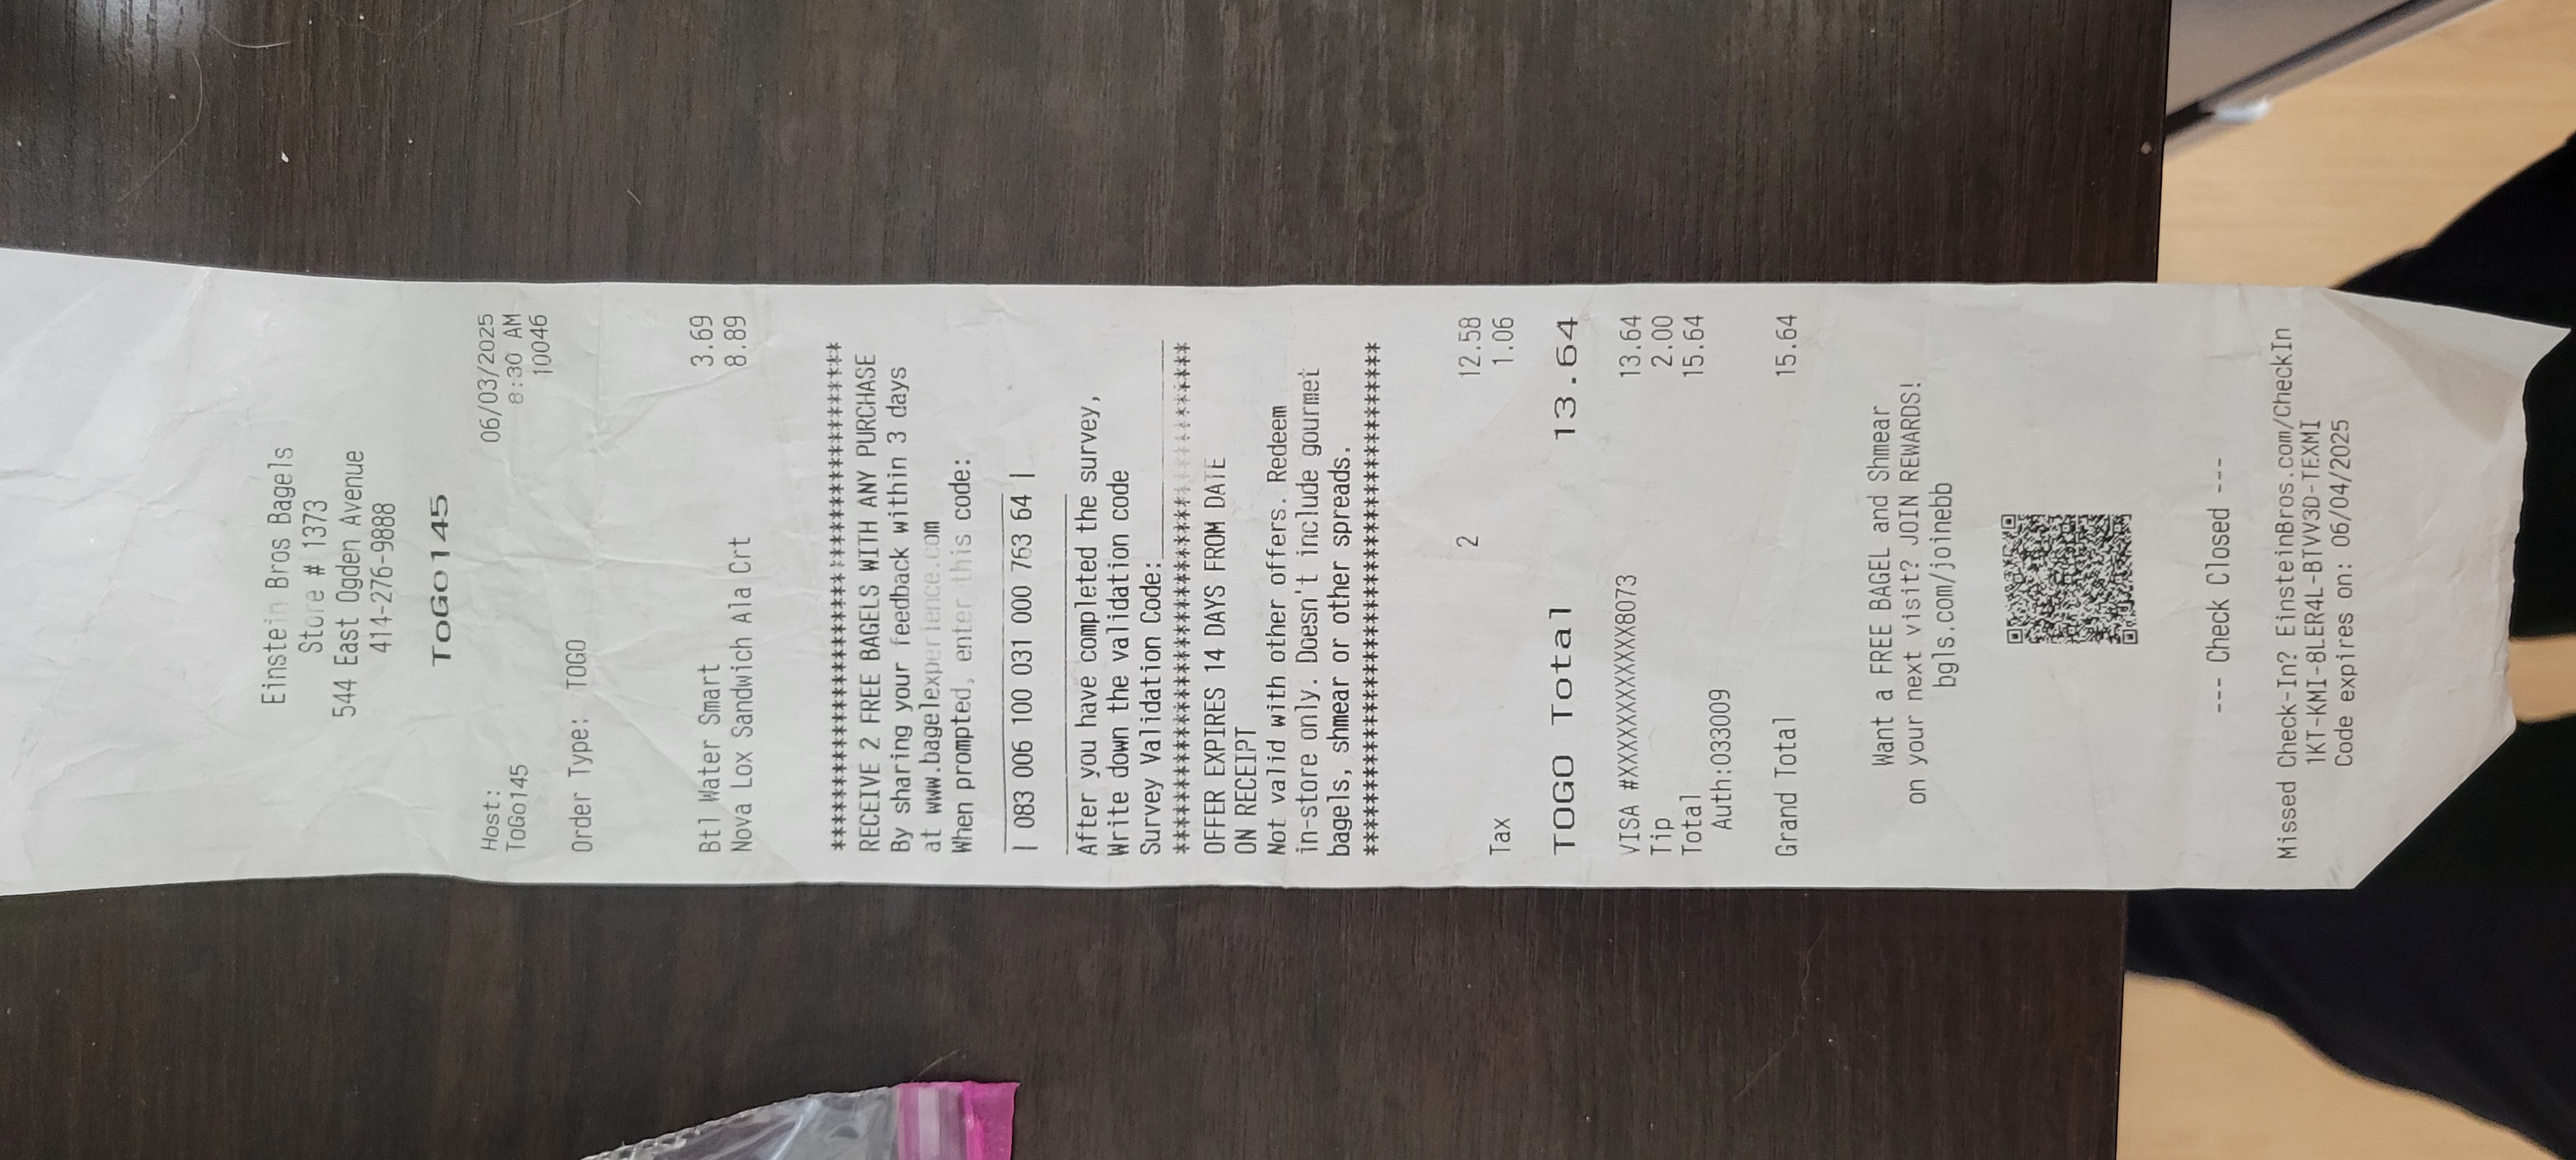 Einstein Bros Bagels
Store # 1373
544 East Ogden Avenue
414-276-9888
ToGo145
Host: 06/03/2025
ToGo145 8:30 AM
10046
Order Type: TOGO
Btl Water Smart 3.69
Nova Lox Sandwich Ala Crt 8.89
****************************************
RECEIVE 2 FREE BAGELS WITH ANY PURCHASE
By sharing your feedback within 3 days
at www.bagelexperience.com
When prompted, enter this code:
____________________________
| 083 006 100 031 000 763 64 |
____________________________
After you have completed the survey,
Write down the validation code
Survey Validation Code:_________________
****************************************
OFFER EXPIRES 14 DAYS FROM DATE
ON RECEIPT
Not valid with other offers. Redeem
in-store only. Doesn't include gourmet
bagels, shmear or other spreads.
****************************************
2 12.58
Tax 1.06
TOGO Total 13.64
VISA #XXXXXXXXXXXX8073 13.64
Tip 2.00
Total 15.64
Auth:033009
Grand Total 15.64
Want a FREE BAGEL and Shmear
on your next visit? JOIN REWARDS!
bgls.com/joinebb
--- Check Closed ---
Missed Check-In? EinsteinBros.com/CheckIn
1KT-KMI-8LER4L-BTVV3D-TEXMI
Code expires on: 06/04/2025